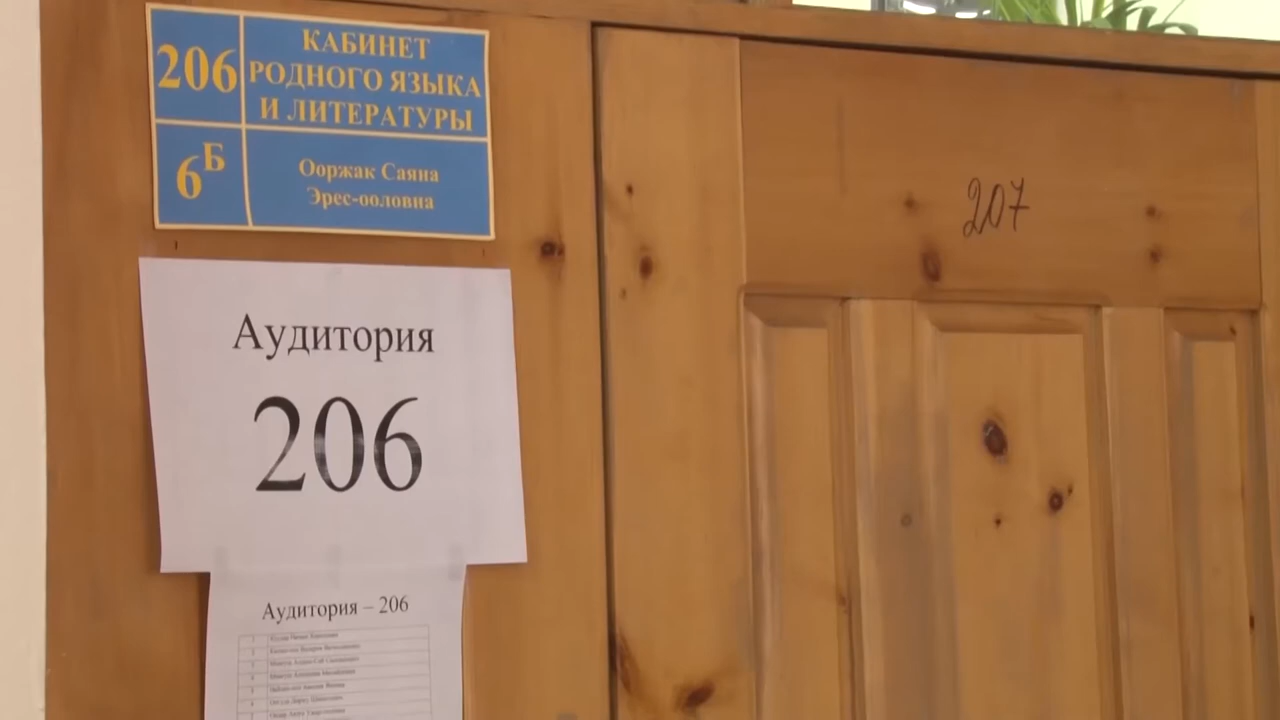 206
КАБИНЕТ
РОДНОГО ЯЗЫКА
И ЛИТЕРАТУРЫ
6Б
Ооржак Саяна
Эрес-ооловна
207
Аудитория
206
Аудитория – 206